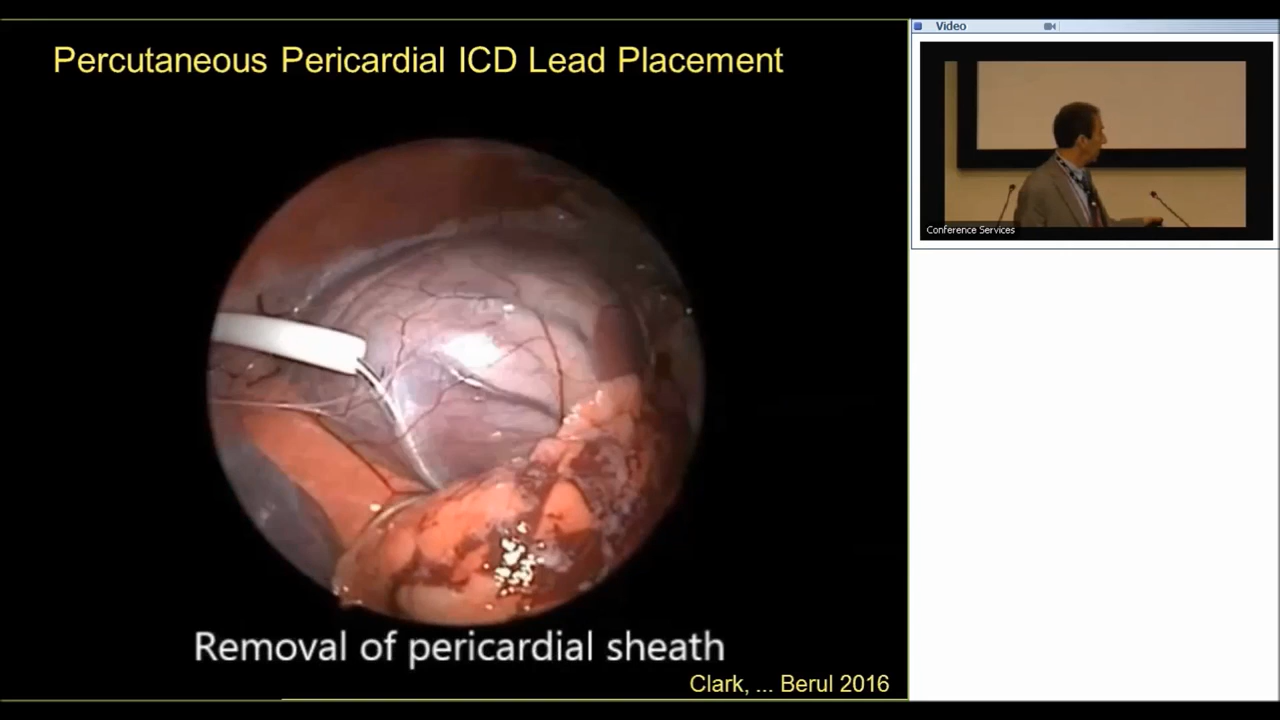 Percutaneous Pericardial ICD Lead Placement
Video
Conference Services
Removal of pericardial sheath
Clark, ... Berul 2016